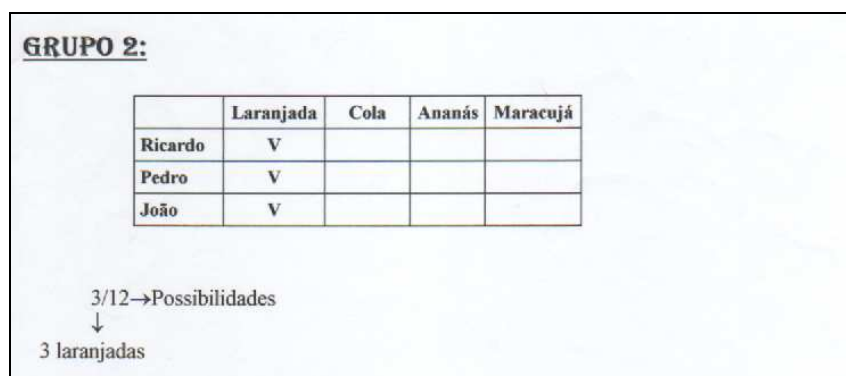 GRUPO 2:
Laranjada Cola Ananás Maracujá
Ricardo V
Pedro V
João V
3/12→Possibilidades
↓
3 laranjadas